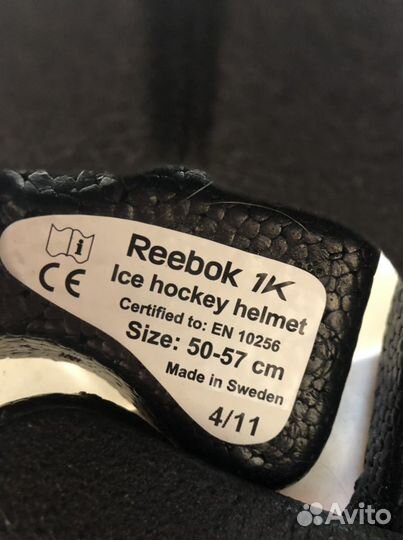 Reebok 1K
CE Ice hockey helmet
Certified to: EN 10256
Size: 50-57 cm
Made in Sweden
4/11
Avito